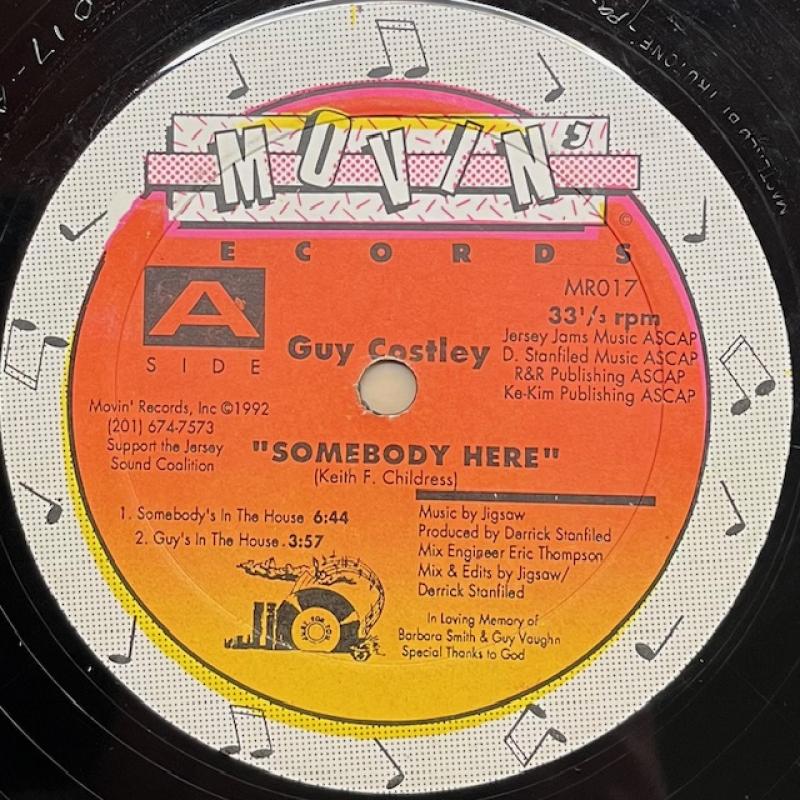 MOVIN'
ECORDS
©
MR017
33 1/3 rpm
A
SIDE
Guy Costley
Jersey Jams Music ASCAP
D. Stanfiled Music ASCAP
R&R Publishing ASCAP
Ke-Kim Publishing ASCAP
Movin' Records, Inc ©1992
(201) 674-7573
Support the Jersey
Sound Coalition
"SOMEBODY HERE"
(Keith F. Childress)
1. Somebody's In The House 6:44
2. Guy's In The House .3:57
Music by Jigsaw
Produced by Derrick Stanfiled
Mix Engineer Eric Thompson
Mix & Edits by Jigsaw/
Derrick Stanfiled
In Loving Memory of
Barbara Smith & Guy Vaughn
Special Thanks to God